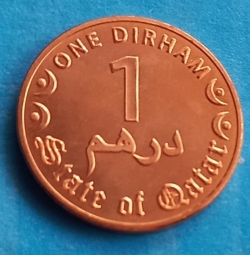 ONE DIRHAM
1
درهم
State of Qatar